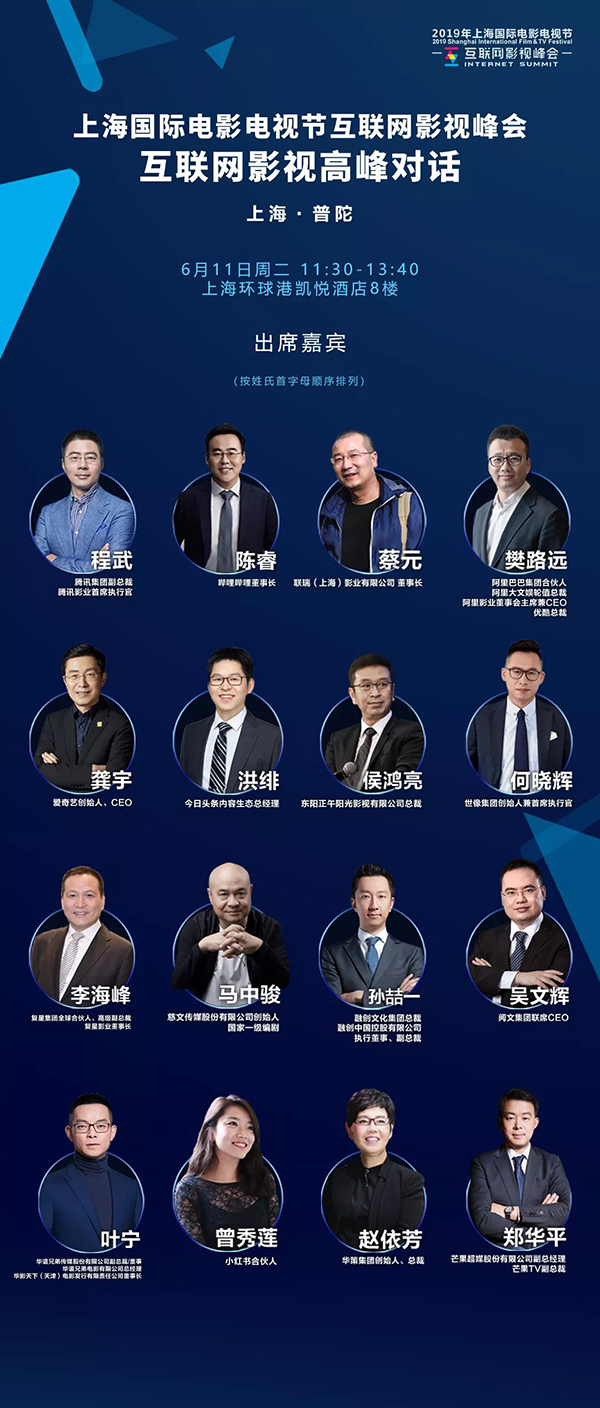 2019年上海国际电影电视节
2019 Shanghai International Film & TV Festival
互联网影视峰会
INTERNET SUMMIT
上海国际电影电视节互联网影视峰会
互联网影视高峰对话
上海·普陀
6月11日周二 11:30-13:40
上海环球港凯悦酒店8楼
出席嘉宾
(按姓氏首字母顺序排列)
程武
腾讯集团副总裁
腾讯影业首席执行官
陈睿
哔哩哔哩董事长
蔡元
联瑞(上海)影业有限公司 董事长
樊路远
阿里巴巴集团合伙人
阿里大文娱轮值总裁
阿里影业董事会主席兼CEO
优酷总裁
龚宇
爱奇艺创始人、CEO
洪绯
今日头条内容生态总经理
侯鸿亮
东阳正午阳光影视有限公司总裁
何晓辉
世像集团创始人兼首席执行官
李海峰
复星集团全球合伙人、高级副总裁
复星影业董事长
马中骏
慈文传媒股份有限公司创始人
国家一级编剧
孙喆一
融创文化集团总裁
融创中国控股有限公司
执行董事、副总裁
吴文辉
阅文集团联席CEO
叶宁
华谊兄弟传媒股份有限公司副总裁/董事
华谊兄弟电影有限公司总经理
华影天下(天津)电影发行有限责任公司董事长
曾秀莲
小红书合伙人
赵依芳
华策集团创始人、总裁
郑华平
芒果超媒股份有限公司副总经理
芒果TV副总裁